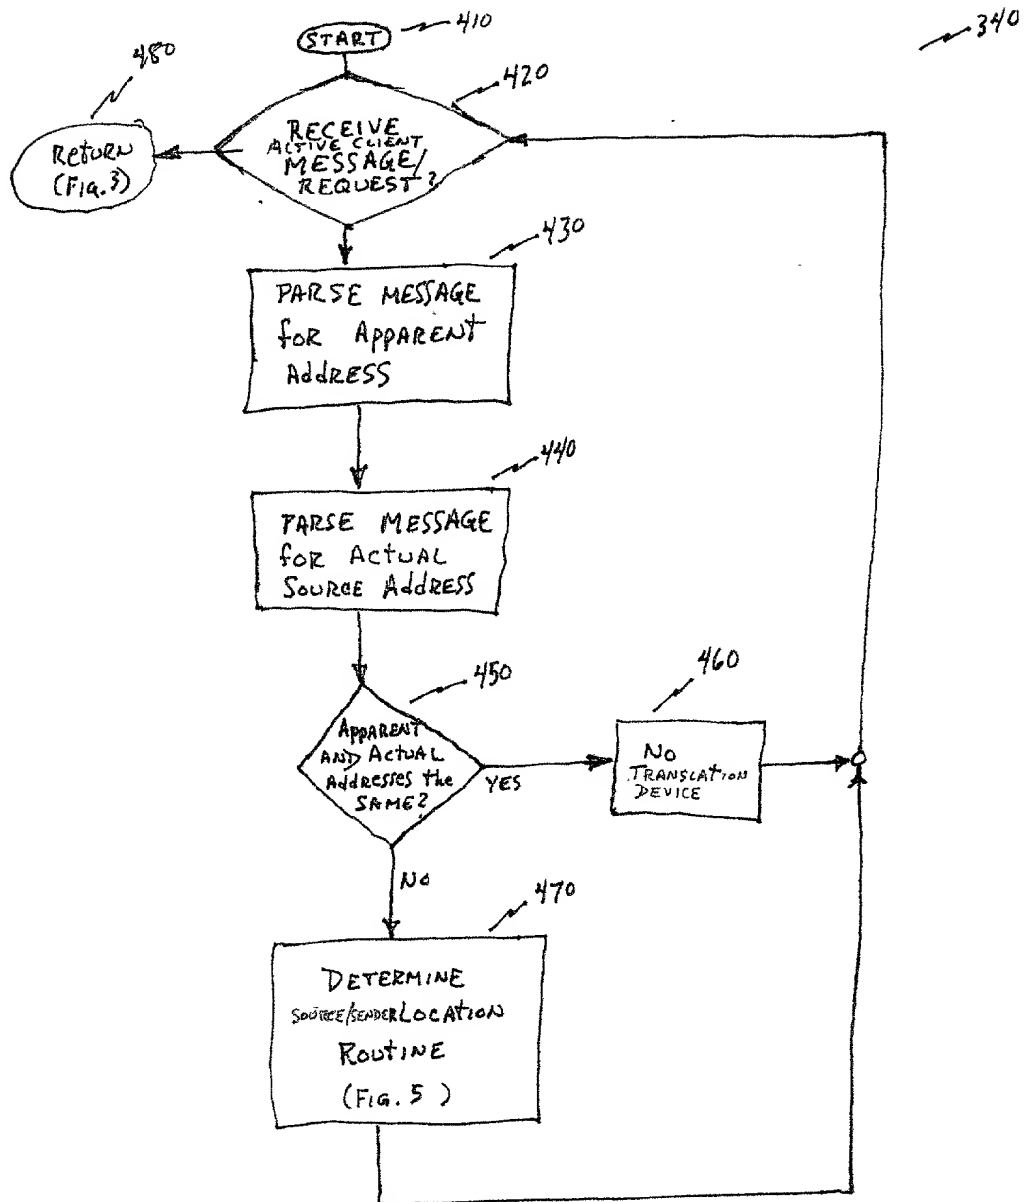 410
START
340
480
420
RECEIVE
ACTIVE CLIENT
MESSAGE/
REQUEST?
RETURN
(FIG. 3)
430
PARSE MESSAGE
for APPARENT
AddRESS
440
PARSE MESSAGE
for ACTUAL
SOURCE AddRESS
450
APPARENT
AND ACTUAL
AddRESSES the
SAME?
YES
460
NO
TRANSLATION
DEVICE
NO
470
DETERMINE
SOURCE/SENDER LOCATION
ROUTINE
(FIG. 5)